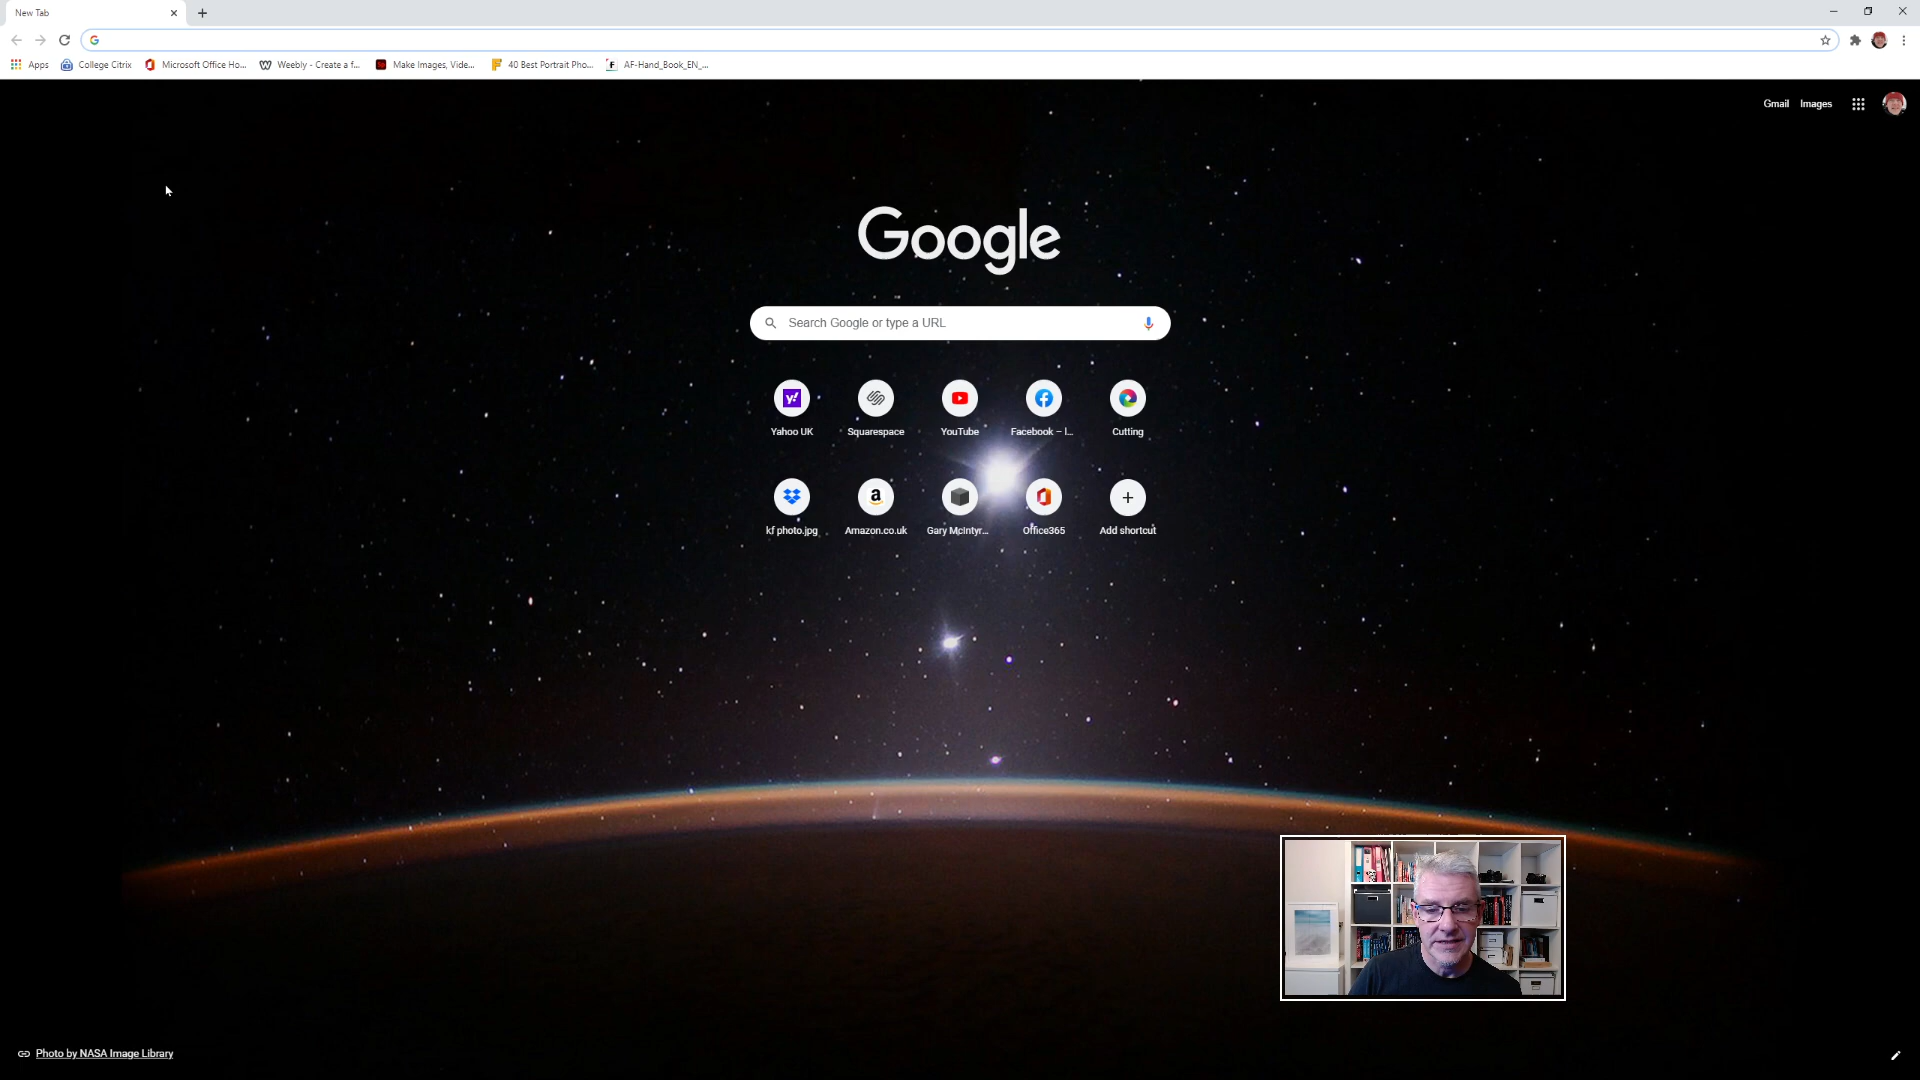 New Tab
Apps College Citrix Microsoft Office Ho... Weebly - Create a f... Make Images, Vide... 40 Best Portrait Pho... AF-Hand_Book_EN_...
Gmail Images
Google
Search Google or type a URL
Yahoo UK Squarespace YouTube Facebook – l... Cutting
kf photo.jpg Amazon.co.uk Gary McIntyr... Office365 Add shortcut
Photo by NASA Image Library